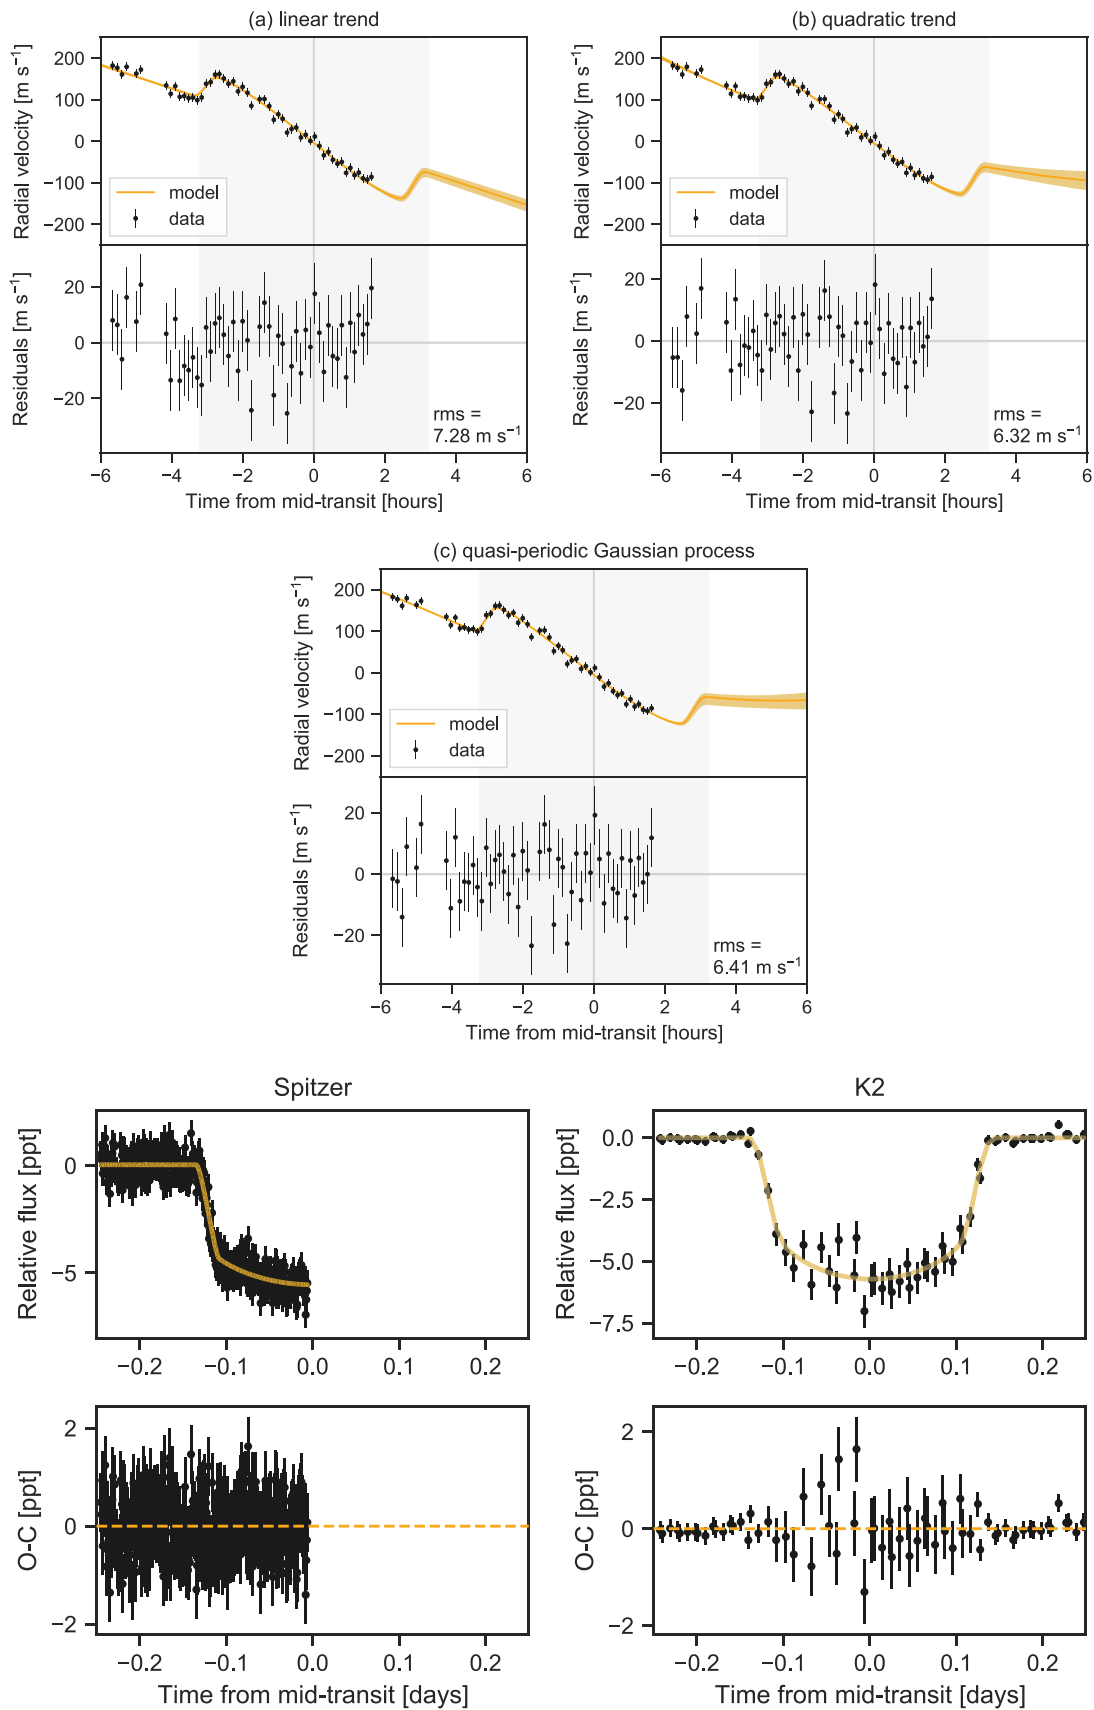 (a) linear trend
(b) quadratic trend
Radial velocity [m s⁻¹]
200
100
0
−100
−200
model
data
Residuals [m s⁻¹]
20
0
−20
rms =
7.28 m s⁻¹
−6 −4 −2 0 2 4 6
Time from mid-transit [hours]
Radial velocity [m s⁻¹]
200
100
0
−100
−200
model
data
Residuals [m s⁻¹]
20
0
−20
rms =
6.32 m s⁻¹
−6 −4 −2 0 2 4 6
Time from mid-transit [hours]
(c) quasi-periodic Gaussian process
Radial velocity [m s⁻¹]
200
100
0
−100
−200
model
data
Residuals [m s⁻¹]
20
0
−20
rms =
6.41 m s⁻¹
−6 −4 −2 0 2 4 6
Time from mid-transit [hours]
Spitzer
Relative flux [ppt]
0
−5
−0.2 −0.1 0.0 0.1 0.2
O-C [ppt]
2
0
−2
−0.2 −0.1 0.0 0.1 0.2
Time from mid-transit [days]
K2
Relative flux [ppt]
0.0
−2.5
−5.0
−7.5
−0.2 −0.1 0.0 0.1 0.2
O-C [ppt]
2
0
−2
−0.2 −0.1 0.0 0.1 0.2
Time from mid-transit [days]